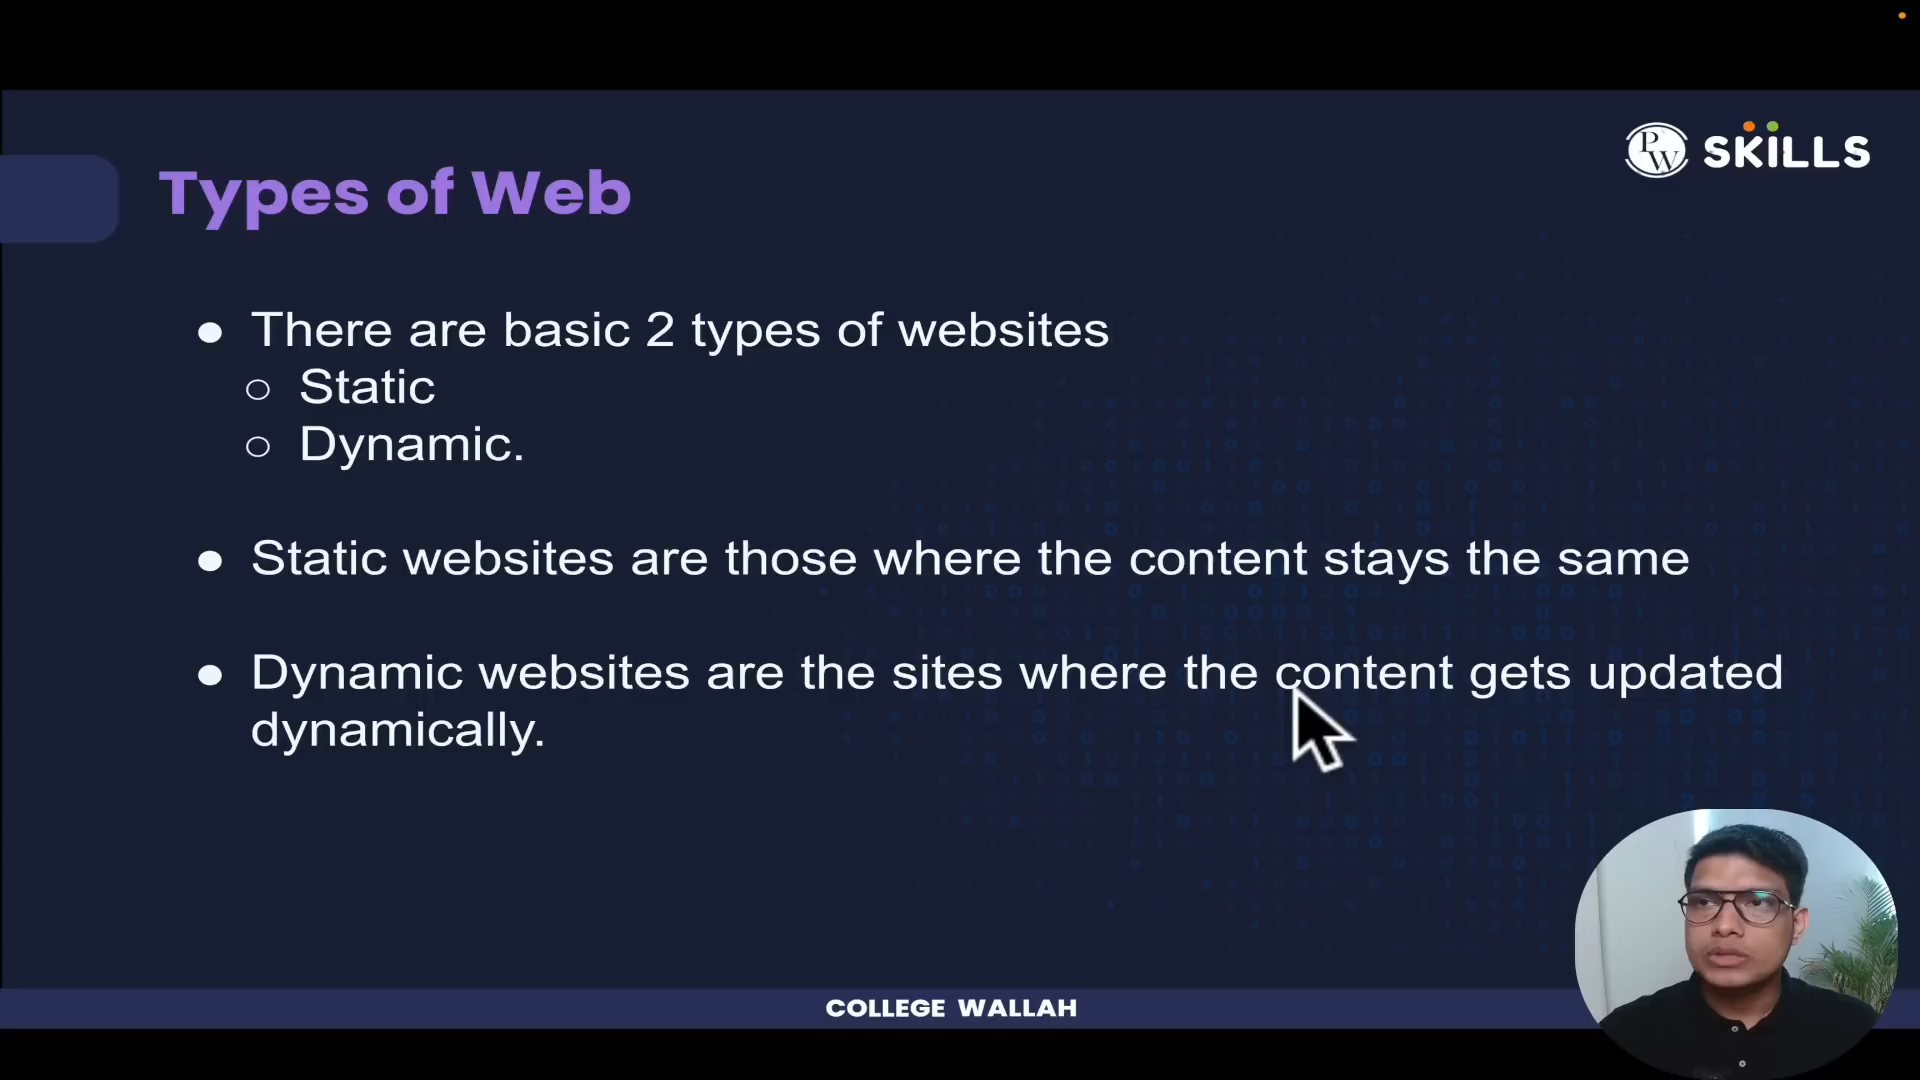 PW SKILLS
Types of Web
● There are basic 2 types of websites
○ Static
○ Dynamic.
● Static websites are those where the content stays the same
● Dynamic websites are the sites where the content gets updated
dynamically.
COLLEGE WALLAH